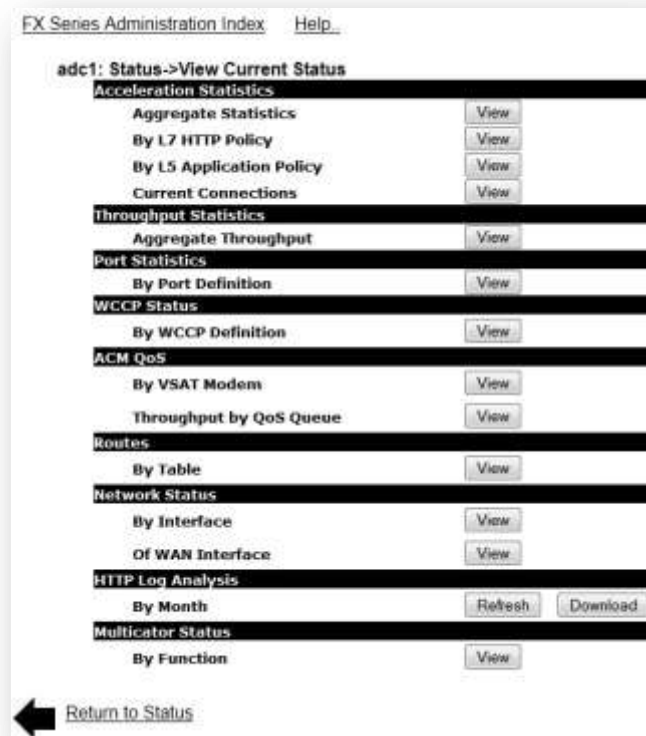 FX Series Administration Index Help..
adc1: Status->View Current Status
Acceleration Statistics
Aggregate Statistics View
By L7 HTTP Policy View
By L5 Application Policy View
Current Connections View
Throughput Statistics
Aggregate Throughput View
Port Statistics
By Port Definition View
WCCP Status
By WCCP Definition View
ACM QoS
By VSAT Modem View
Throughput by QoS Queue View
Routes
By Table View
Network Status
By Interface View
Of WAN Interface View
HTTP Log Analysis
By Month Refresh Download
Multicator Status
By Function View
Return to Status